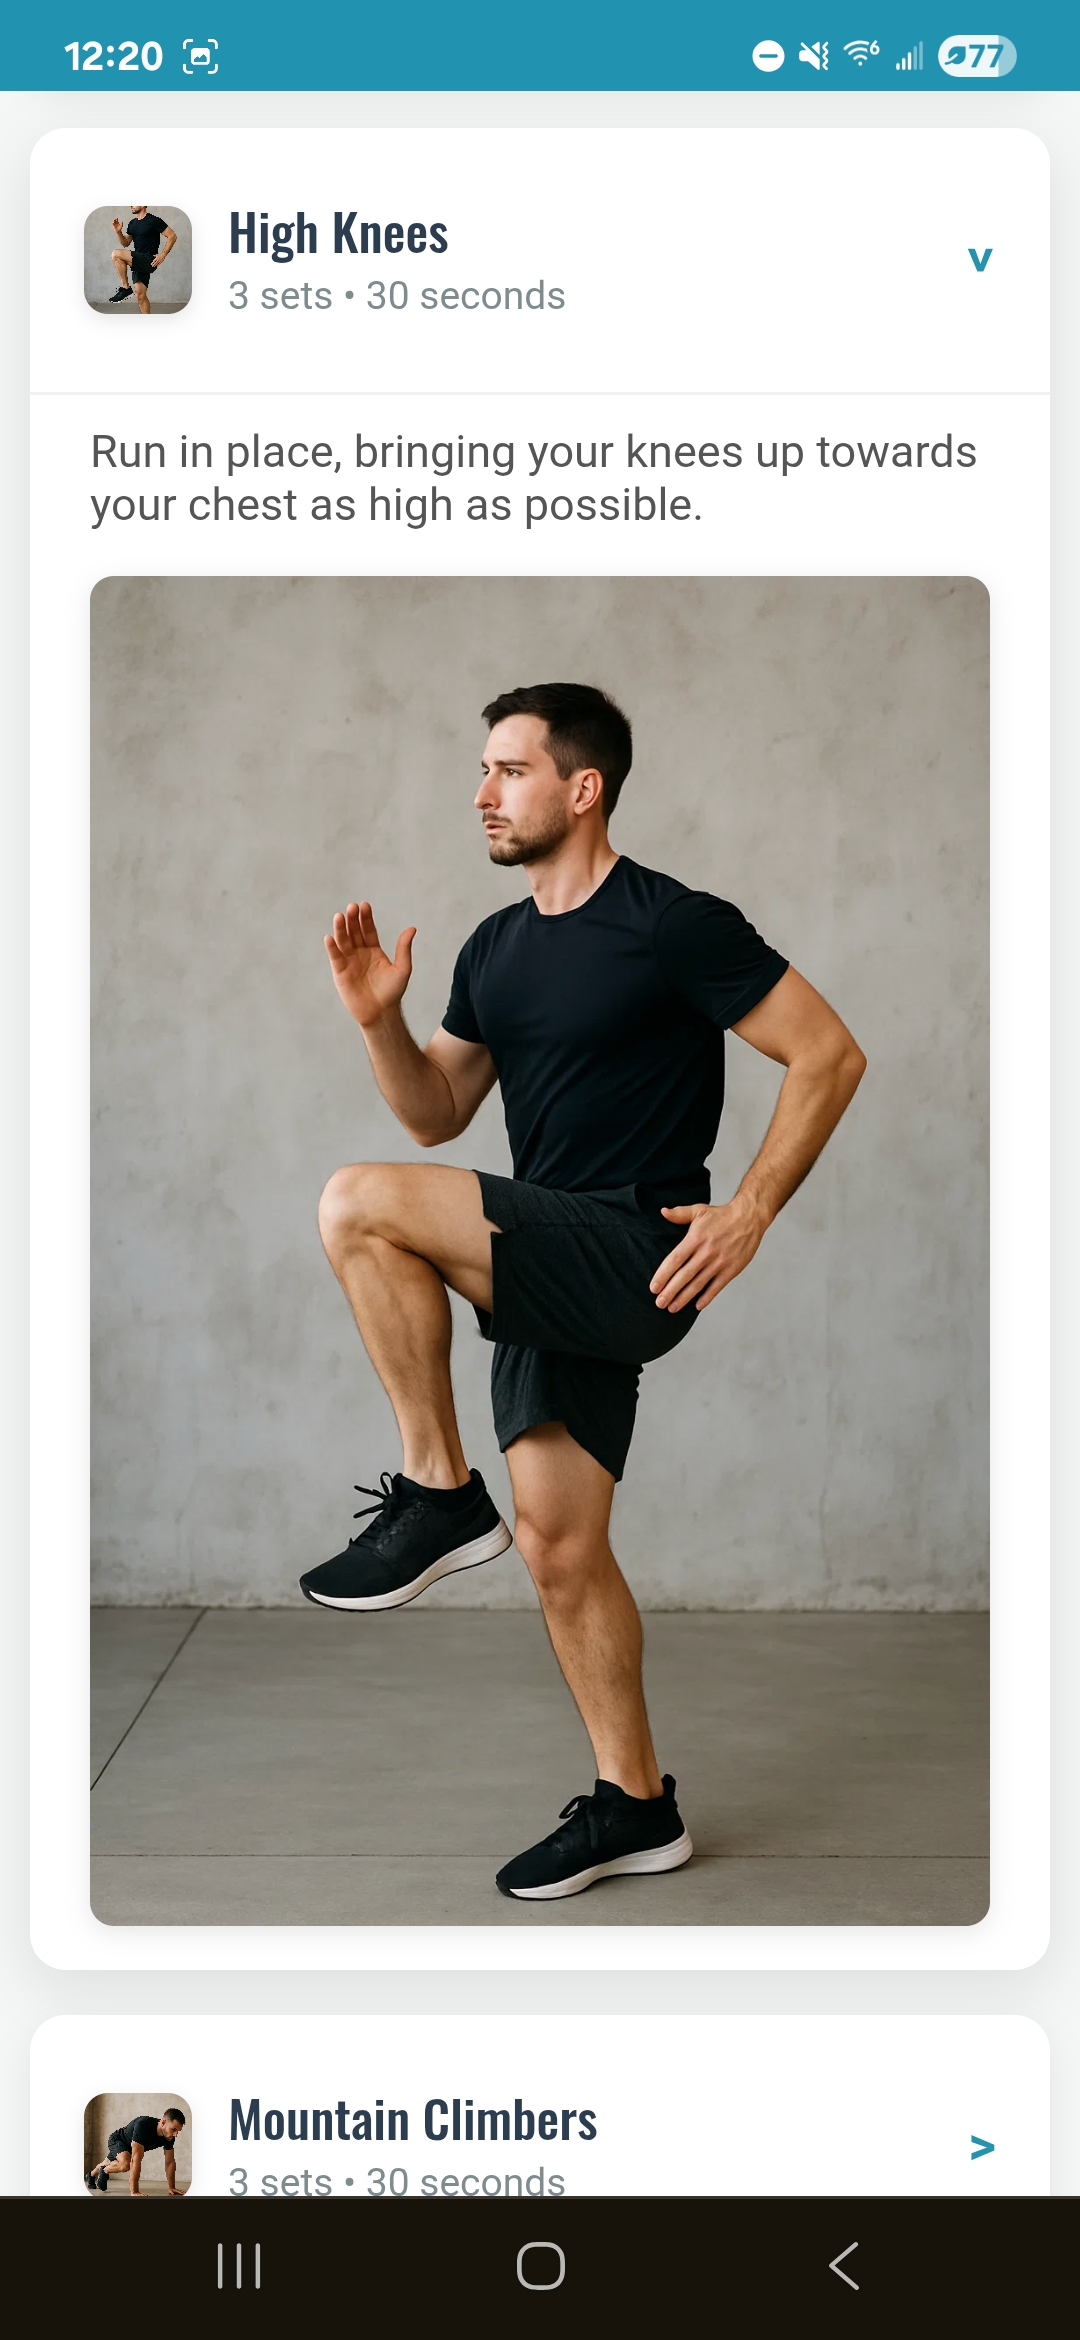 12:20
6
77
High Knees
3 sets • 30 seconds
v
Run in place, bringing your knees up towards
your chest as high as possible.
Mountain Climbers
>
3 sets • 30 seconds